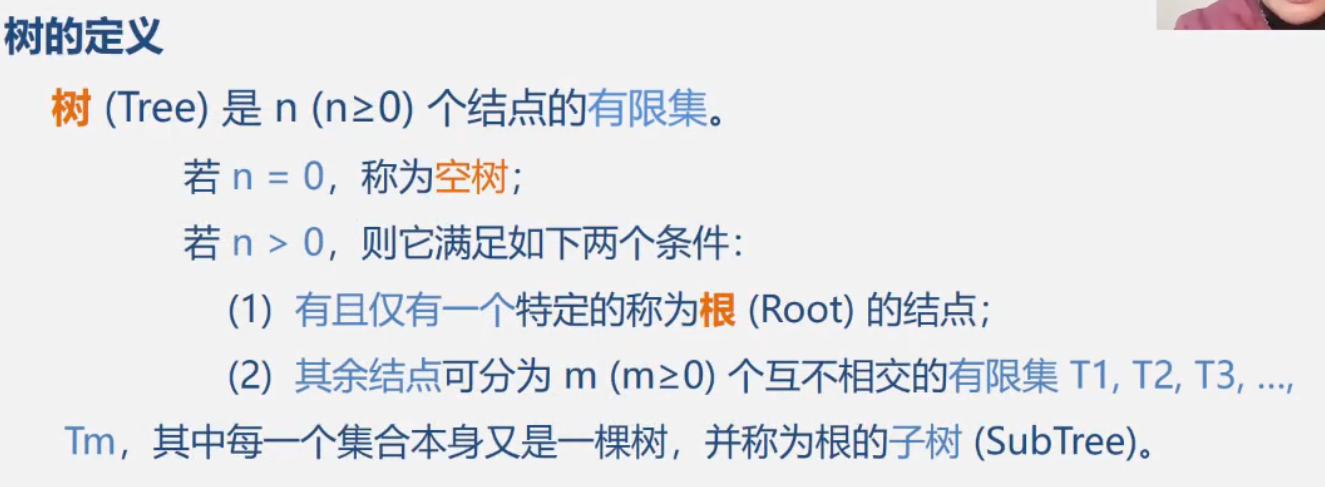 树的定义
树 (Tree) 是 n (n≥0) 个结点的有限集。
若 n = 0，称为空树；
若 n > 0，则它满足如下两个条件：
(1) 有且仅有一个特定的称为根 (Root) 的结点；
(2) 其余结点可分为 m (m≥0) 个互不相交的有限集 T1, T2, T3, …,
Tm，其中每一个集合本身又是一棵树，并称为根的子树 (SubTree)。